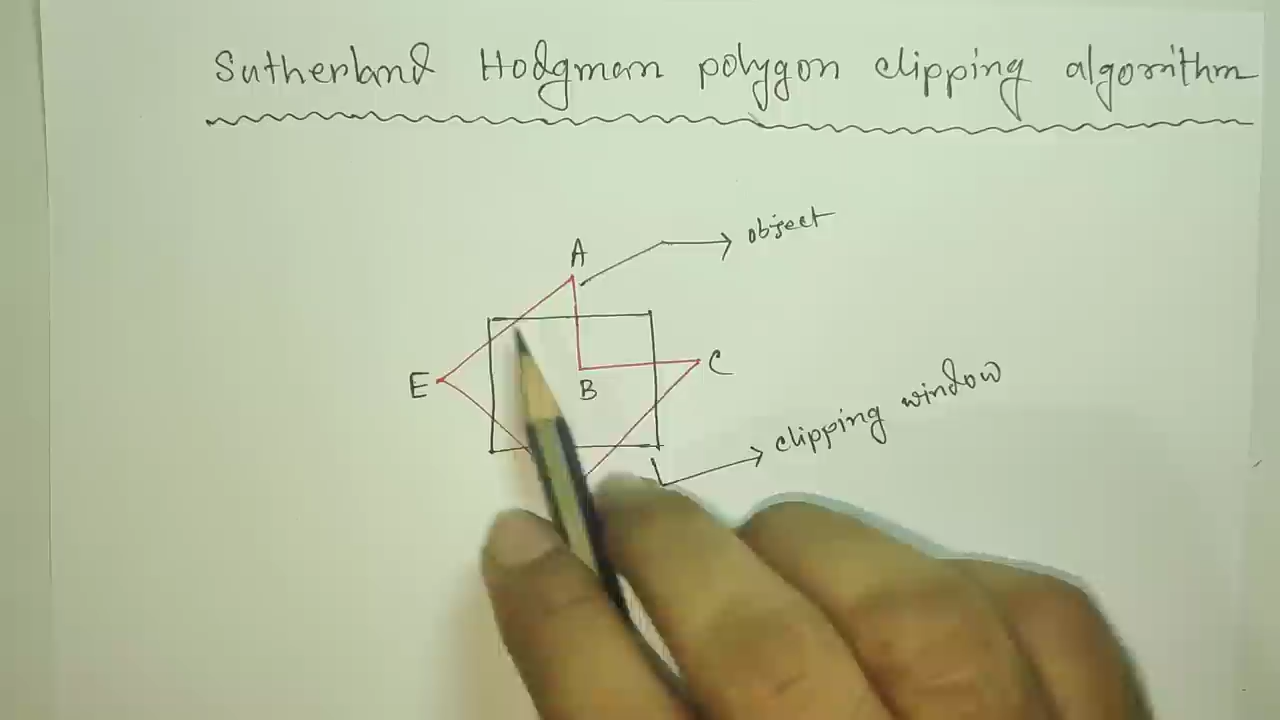 Sutherland Hodgman polygon clipping algorithm
object
A
E
B
C
clipping window